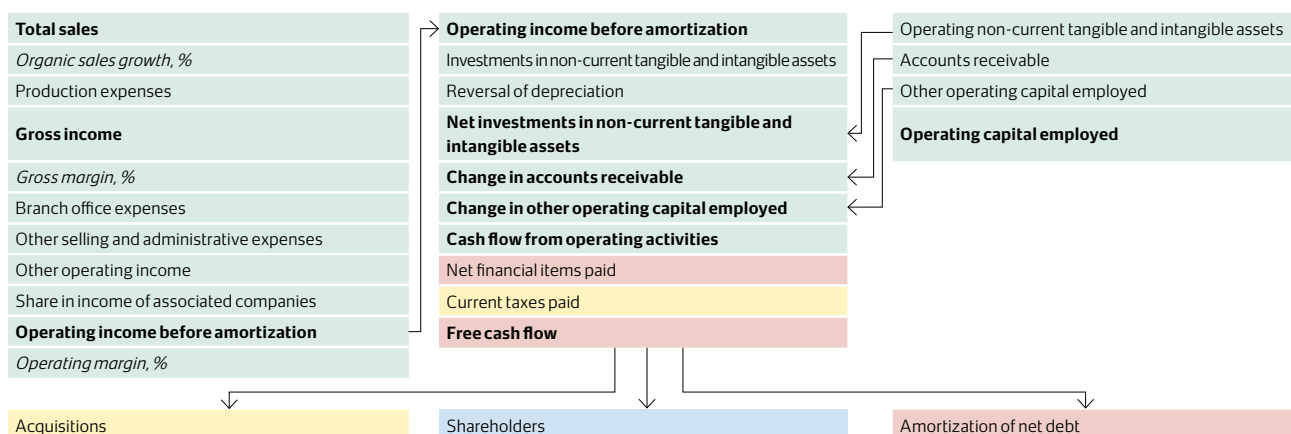 Total sales
Organic sales growth, %
Production expenses
Gross income
Gross margin, %
Branch office expenses
Other selling and administrative expenses
Other operating income
Share in income of associated companies
Operating income before amortization
Operating margin, %
Operating income before amortization
Investments in non-current tangible and intangible assets
Reversal of depreciation
Net investments in non-current tangible and
intangible assets
Change in accounts receivable
Change in other operating capital employed
Cash flow from operating activities
Net financial items paid
Current taxes paid
Free cash flow
Operating non-current tangible and intangible assets
Accounts receivable
Other operating capital employed
Operating capital employed
Acquisitions
Shareholders
Amortization of net debt